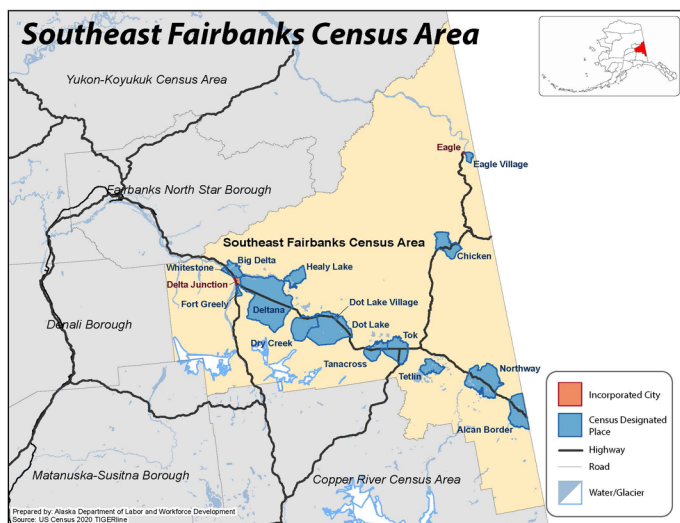 Southeast Fairbanks Census Area
Yukon-Koyukuk Census Area
Eagle
Eagle Village
Fairbanks North Star Borough
Southeast Fairbanks Census Area
Chicken
Big Delta
Whitestone
Healy Lake
Delta Junction
Fort Greely
Dot Lake Village
Deltana
Denali Borough
Dot Lake
Tok
Dry Creek
Tanacross
Northway
Tetlin
Alcan Border
Matanuska-Susitna Borough
Copper River Census Area
Incorporated City
Census Designated
Place
Highway
Road
Water/Glacier
Prepared by: Alaska Department of Labor and Workforce Development
Source: US Census 2020 TIGERline